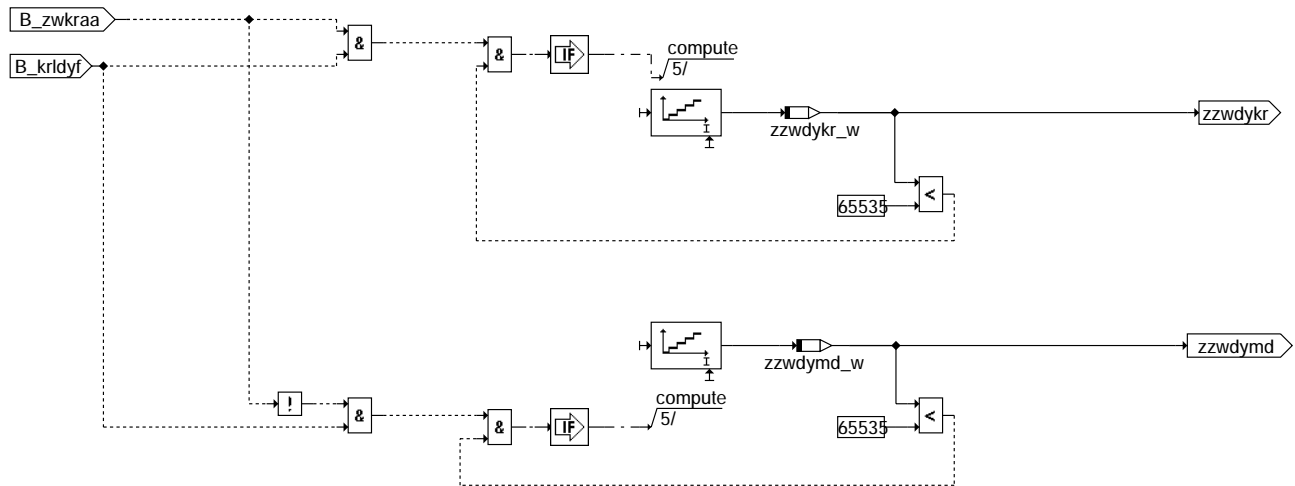 B_zwkraa
B_krldyf
&
&
IF
compute
5/
I
zzwdykr_w
zzwdykr
65535
<
I
zzwdymd_w
zzwdymd
!
&
&
IF
compute
5/
65535
<